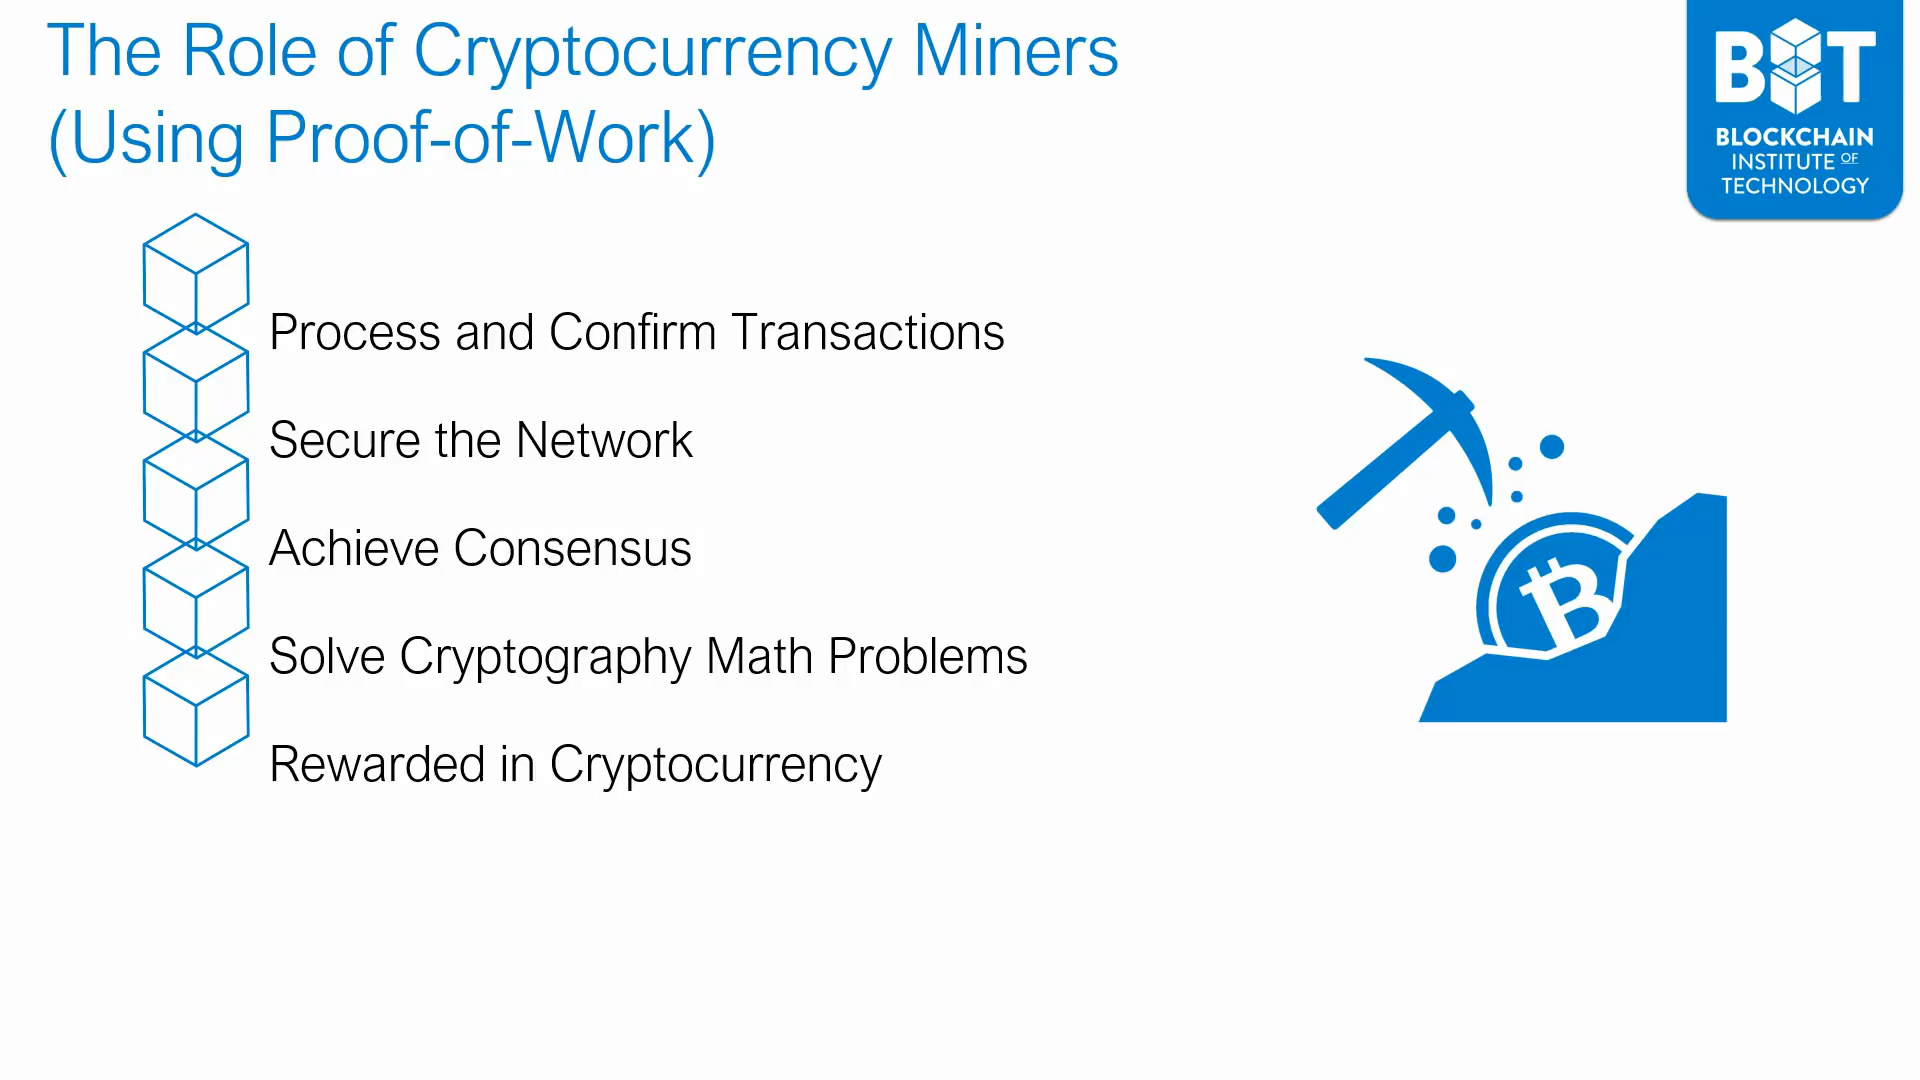 The Role of Cryptocurrency Miners
(Using Proof-of-Work)
BIT
BLOCKCHAIN
INSTITUTE OF
TECHNOLOGY
Process and Confirm Transactions
Secure the Network
Achieve Consensus
Solve Cryptography Math Problems
Rewarded in Cryptocurrency